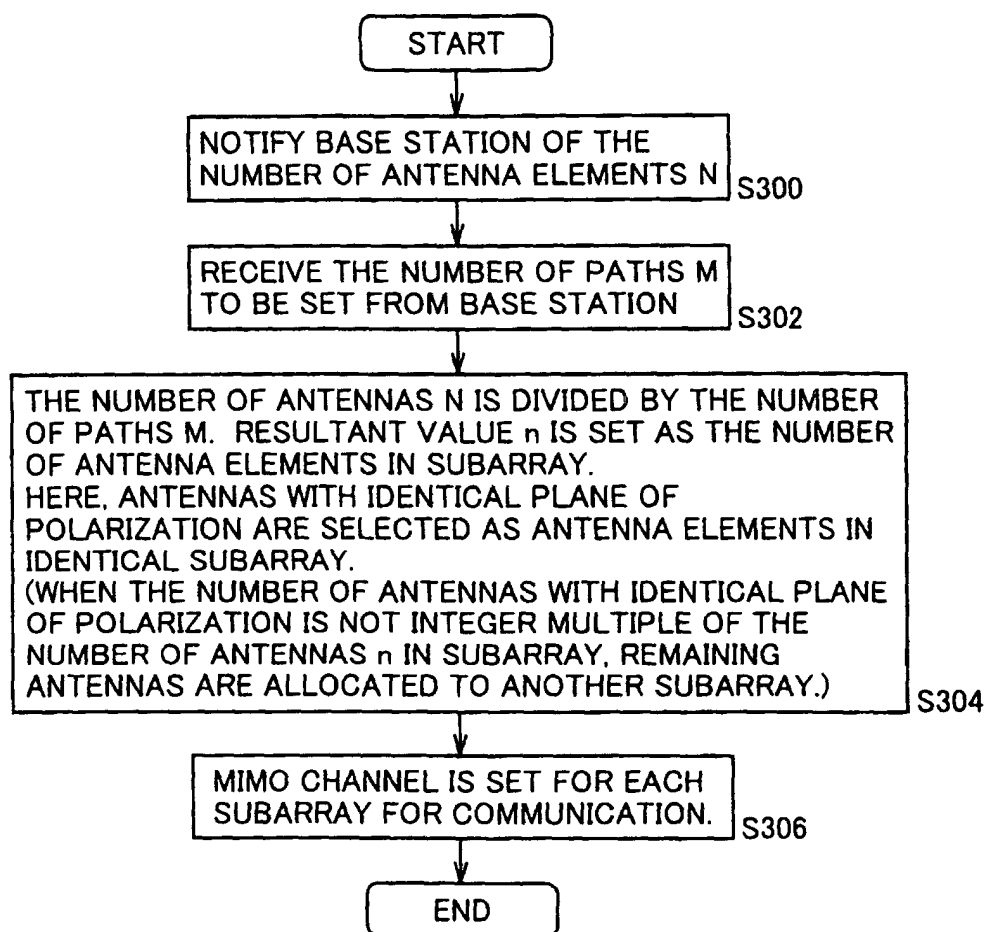 START
NOTIFY BASE STATION OF THE
NUMBER OF ANTENNA ELEMENTS N
S300
RECEIVE THE NUMBER OF PATHS M
TO BE SET FROM BASE STATION
S302
THE NUMBER OF ANTENNAS N IS DIVIDED BY THE NUMBER
OF PATHS M. RESULTANT VALUE n IS SET AS THE NUMBER
OF ANTENNA ELEMENTS IN SUBARRAY.
HERE, ANTENNAS WITH IDENTICAL PLANE OF
POLARIZATION ARE SELECTED AS ANTENNA ELEMENTS IN
IDENTICAL SUBARRAY.
(WHEN THE NUMBER OF ANTENNAS WITH IDENTICAL PLANE
OF POLARIZATION IS NOT INTEGER MULTIPLE OF THE
NUMBER OF ANTENNAS n IN SUBARRAY, REMAINING
ANTENNAS ARE ALLOCATED TO ANOTHER SUBARRAY.)
S304
MIMO CHANNEL IS SET FOR EACH
SUBARRAY FOR COMMUNICATION.
S306
END